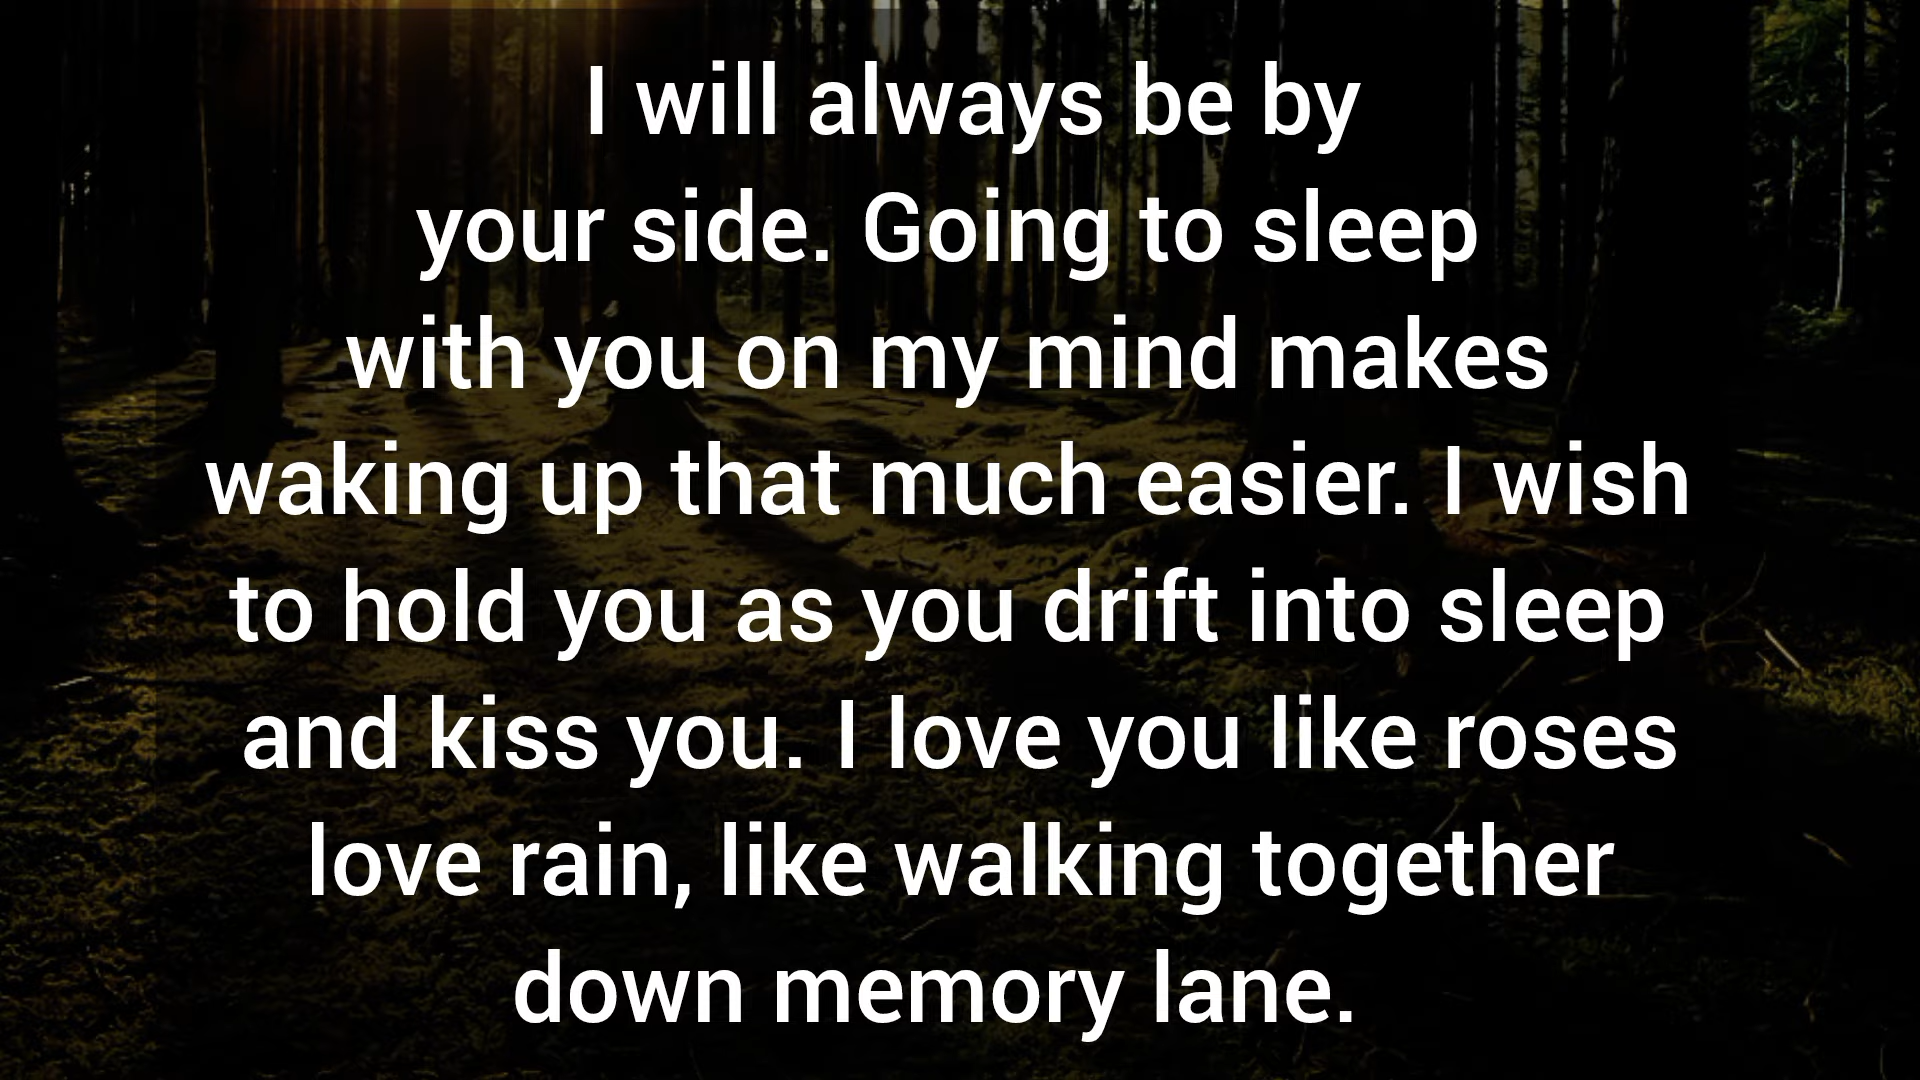 I will always be by
your side. Going to sleep
with you on my mind makes
waking up that much easier. I wish
to hold you as you drift into sleep
and kiss you. I love you like roses
love rain, like walking together
down memory lane.